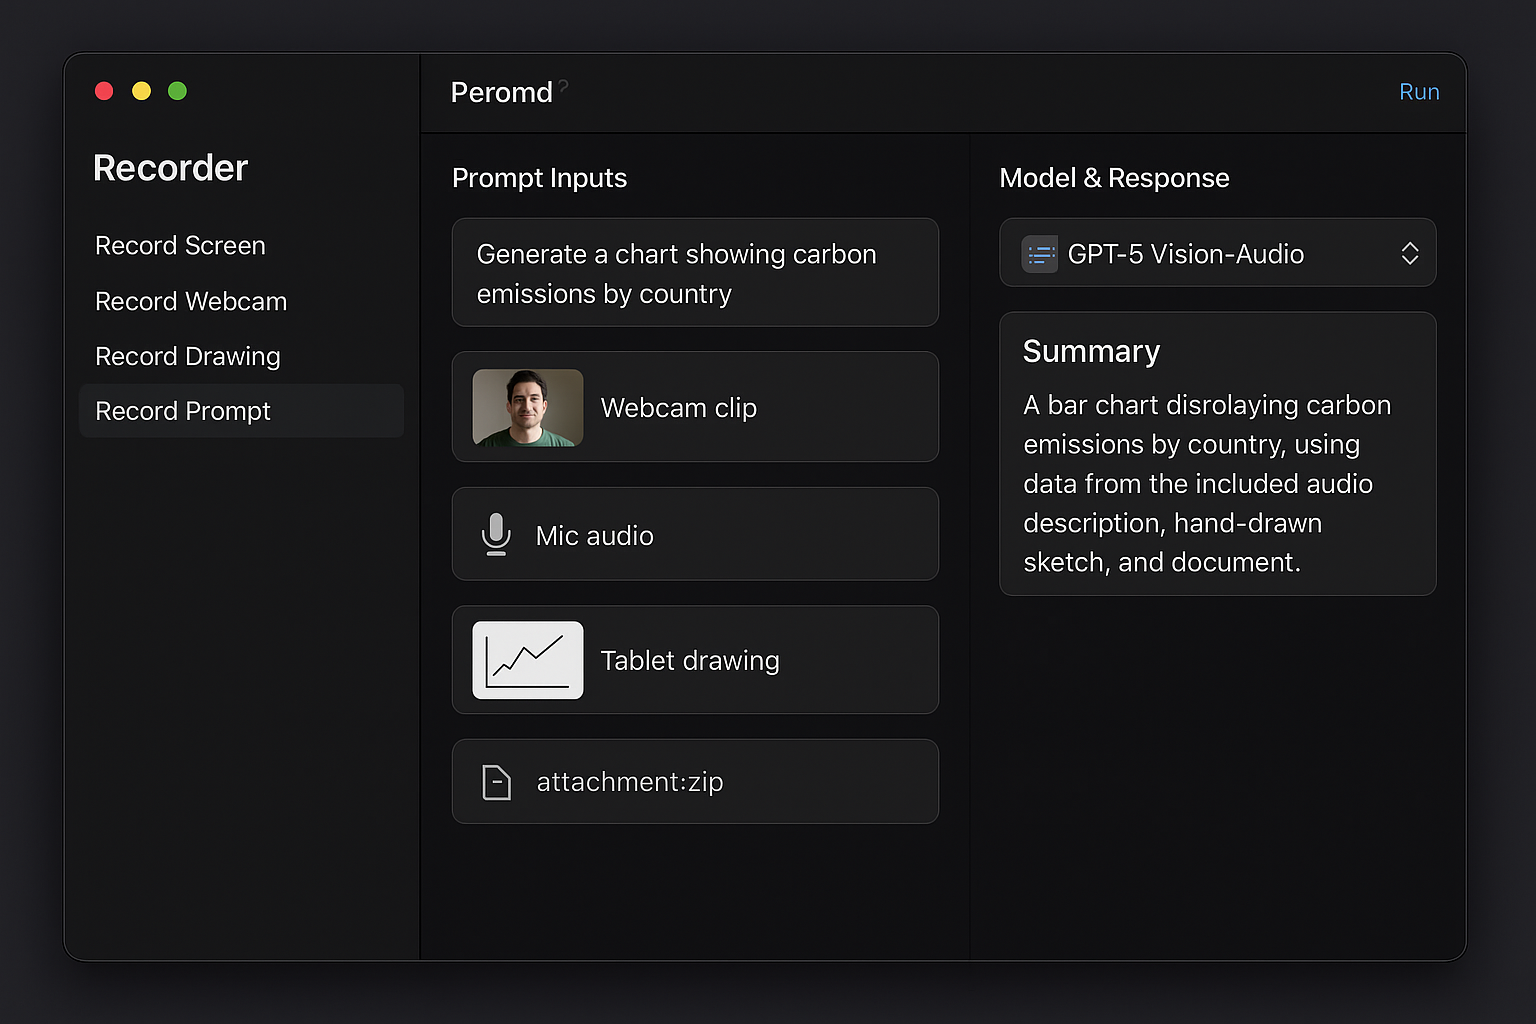 Recorder
Record Screen
Record Webcam
Record Drawing
Record Prompt
Peromd?
Run
Prompt Inputs
Generate a chart showing carbon
emissions by country
Webcam clip
Mic audio
Tablet drawing
attachment:zip
Model & Response
GPT-5 Vision-Audio
Summary
A bar chart disrolaying carbon
emissions by country, using
data from the included audio
description, hand-drawn
sketch, and document.